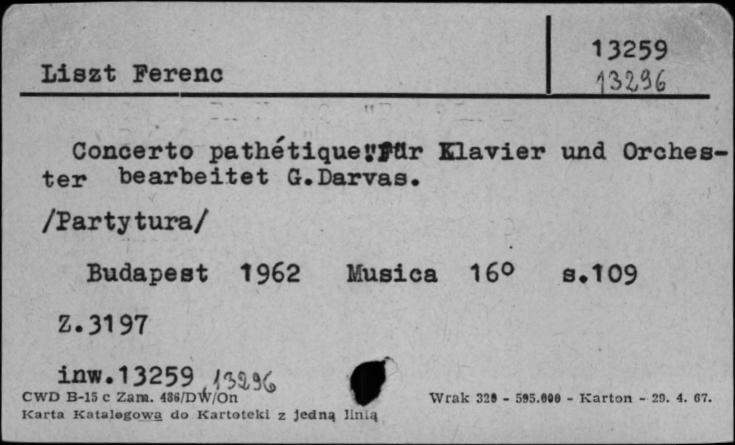 13259
Liszt Ferenc
13296
Concerto pathétique. Für Klavier und Orches-
ter bearbeitet G.Darvas.
/Partytura/
Budapest 1962 Musica 16° s.109
Z.3197
inw.13259, 13296
CWD B-15 c Zam. 486/DW/On
Wrak 320 - 595.000 - Karton - 29. 4. 67.
Karta Katalogowa do Kartoteki z jedną linią